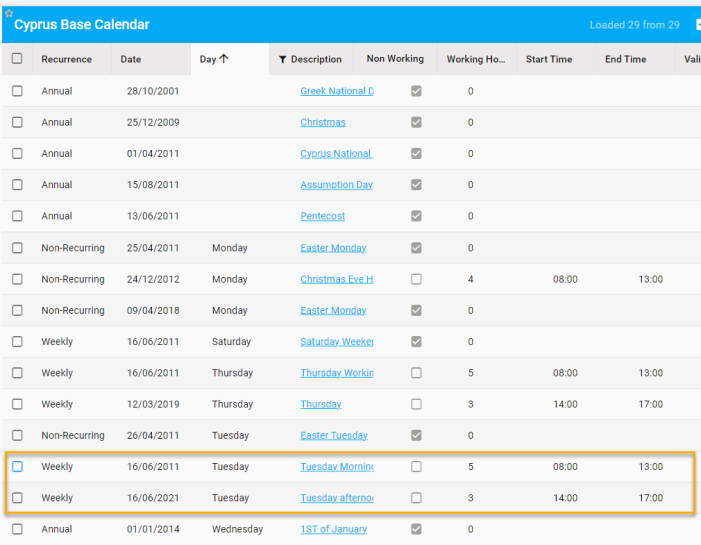 Cyprus Base Calendar Loaded 29 from 29
Recurrence Date Day Description Non Working Working Ho... Start Time End Time Vali
Annual 28/10/2001 Greek National D 0
Annual 25/12/2009 Christmas 0
Annual 01/04/2011 Cyprus National 0
Annual 15/08/2011 Assumption Day 0
Annual 13/06/2011 Pentecost 0
Non-Recurring 25/04/2011 Monday Easter Monday 0
Non-Recurring 24/12/2012 Monday Christmas Eve H 4 08:00 13:00
Non-Recurring 09/04/2018 Monday Easter Monday 0
Weekly 16/06/2011 Saturday Saturday Weeker 0
Weekly 16/06/2011 Thursday Thursday Workin 5 08:00 13:00
Weekly 12/03/2019 Thursday Thursday 3 14:00 17:00
Non-Recurring 26/04/2011 Tuesday Easter Tuesday 0
Weekly 16/06/2011 Tuesday Tuesday Morning 5 08:00 13:00
Weekly 16/06/2021 Tuesday Tuesday afterno 3 14:00 17:00
Annual 01/01/2014 Wednesday 1ST of January 0